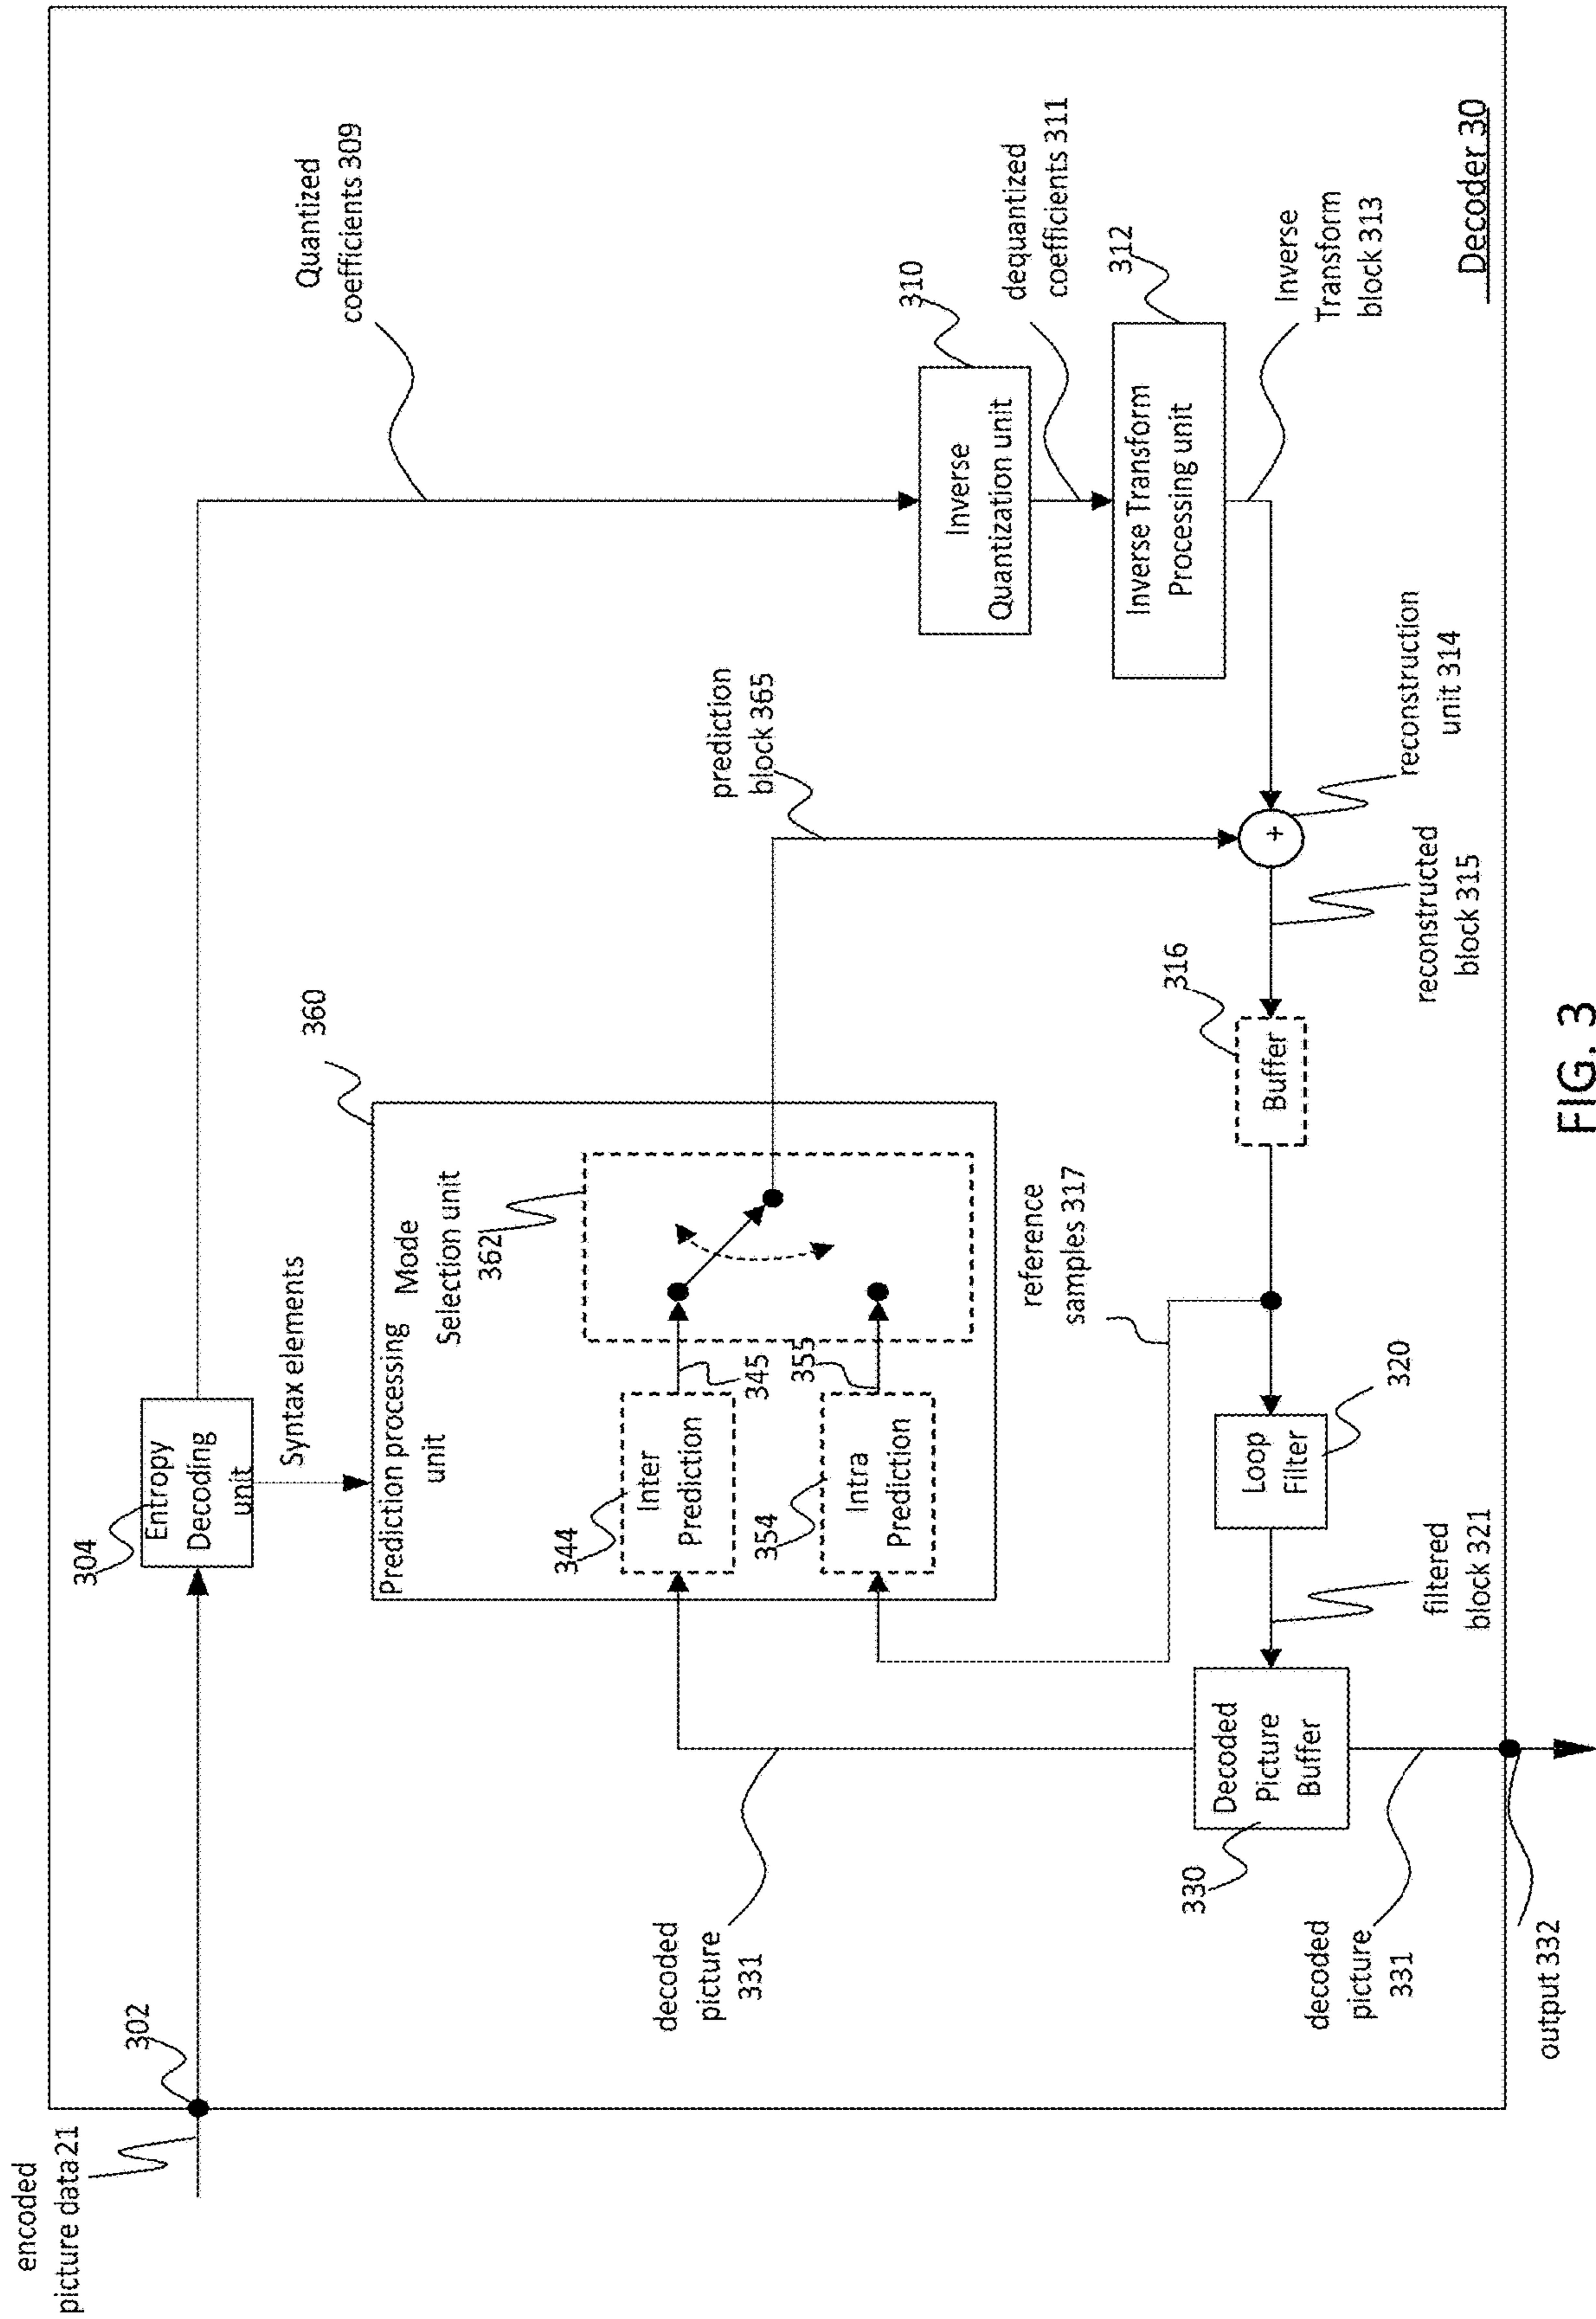 encoded
picture data21
302
304
Entropy
Decoding
unit
Syntax elements
Quantized
coefficients 309
360
Prediction processing
unit
Mode
Selection unit
362
344
Inter
Prediction
345
354
Intra
Prediction
355
prediction
block 365
310
Inverse
Quantization unit
dequantized
coefficients 311
312
Inverse Transform
Processing unit
Inverse
Transform
block 313
reconstruction
unit 314
+
reconstructed
block 315
316
Buffer
reference
samples 317
320
Loop
Filter
filtered
block 321
330
Decoded
Picture
Buffer
decoded
picture
331
decoded
picture
331
output 332
Decoder 30
FIG. 3